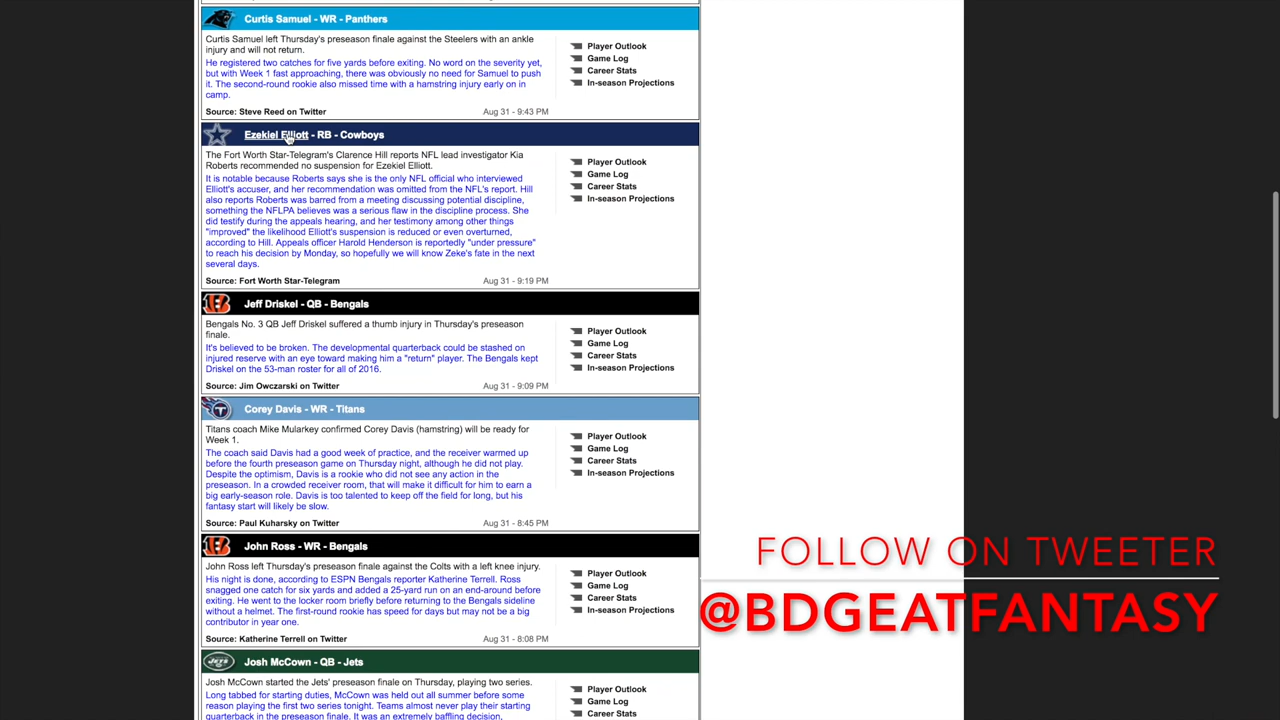 Curtis Samuel - WR - Panthers
Curtis Samuel left Thursday's preseason finale against the Steelers with an ankle
injury and will not return.
He registered two catches for five yards before exiting. No word on the severity yet,
but with Week 1 fast approaching, there was obviously no need for Samuel to push
it. The second-round rookie also missed time with a hamstring injury early on in
camp.
Source: Steve Reed on Twitter
Aug 31 - 9:43 PM
Player Outlook
Game Log
Career Stats
In-season Projections
Ezekiel Elliott - RB - Cowboys
The Fort Worth Star-Telegram's Clarence Hill reports NFL lead investigator Kia
Roberts recommended no suspension for Ezekiel Elliott.
It is notable because Roberts says she is the only NFL official who interviewed
Elliott's accuser, and her recommendation was omitted from the NFL's report. Hill
also reports Roberts was barred from a meeting discussing potential discipline,
something the NFLPA believes was a serious flaw in the discipline process. She
did testify during the appeals hearing, and her testimony among other things
"improved" the likelihood Elliott's suspension is reduced or even overturned,
according to Hill. Appeals officer Harold Henderson is reportedly "under pressure"
to reach his decision by Monday, so hopefully we will know Zeke's fate in the next
several days.
Source: Fort Worth Star-Telegram
Aug 31 - 9:19 PM
Player Outlook
Game Log
Career Stats
In-season Projections
Jeff Driskel - QB - Bengals
Bengals No. 3 QB Jeff Driskel suffered a thumb injury in Thursday's preseason
finale.
It's believed to be broken. The developmental quarterback could be stashed on
injured reserve with an eye toward making him a "return" player. The Bengals kept
Driskel on the 53-man roster for all of 2016.
Source: Jim Owczarski on Twitter
Aug 31 - 9:09 PM
Player Outlook
Game Log
Career Stats
In-season Projections
Corey Davis - WR - Titans
Titans coach Mike Mularkey confirmed Corey Davis (hamstring) will be ready for
Week 1.
The coach said Davis had a good week of practice, and the receiver warmed up
before the fourth preseason game on Thursday night, although he did not play.
Despite the optimism, Davis is a rookie who did not see any action in the
preseason. In a crowded receiver room, that will make it difficult for him to earn a
big early-season role. Davis is too talented to keep off the field for long, but his
fantasy start will likely be slow.
Source: Paul Kuharsky on Twitter
Aug 31 - 8:45 PM
Player Outlook
Game Log
Career Stats
In-season Projections
John Ross - WR - Bengals
John Ross left Thursday's preseason finale against the Colts with a left knee injury.
His night is done, according to ESPN Bengals reporter Katherine Terrell. Ross
snagged one catch for six yards and added a 25-yard run on an end-around before
exiting. He went to the locker room briefly before returning to the Bengals sideline
without a helmet. The first-round rookie has speed for days but may not be a big
contributor in year one.
Source: Katherine Terrell on Twitter
Aug 31 - 8:08 PM
Player Outlook
Game Log
Career Stats
In-season Projections
FOLLOW ON TWEETER
@BDGEATFANTASY
JETS
Josh McCown - QB - Jets
Josh McCown started the Jets' preseason finale on Thursday, playing two series.
Long tabbed for starting duties, McCown was held out all summer before some
reason playing the first two series tonight. Teams almost never play their starting
quarterback in the preseason finale. It was an extremely baffling decision,
Player Outlook
Game Log
Career Stats